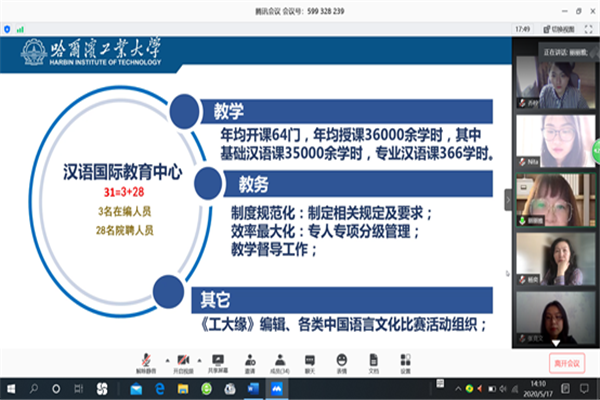 腾讯会议 会议号：599 328 239
17:49 切换视图
正在讲话: 丽丽敏;
哈爾濱工業大學
HARBIN INSTITUTE OF TECHNOLOGY
汉语国际教育中心
31=3+28
3名在编人员
28名院聘人员
教学
年均开课64门，年均授课36000余学时，其中
基础汉语课35000余学时，专业汉语课366学时。
教务
制度规范化：制定相关规定及要求；
效率最大化：专人专项分级管理；
教学督导工作；
其它
《工大缘》编辑、各类中国语言文化比赛活动组织；
Nita
解除静音
开启视频
共享屏幕
邀请
成员(34)
聊天
表情
文档
设置
离开会议
14:10
2020/5/17